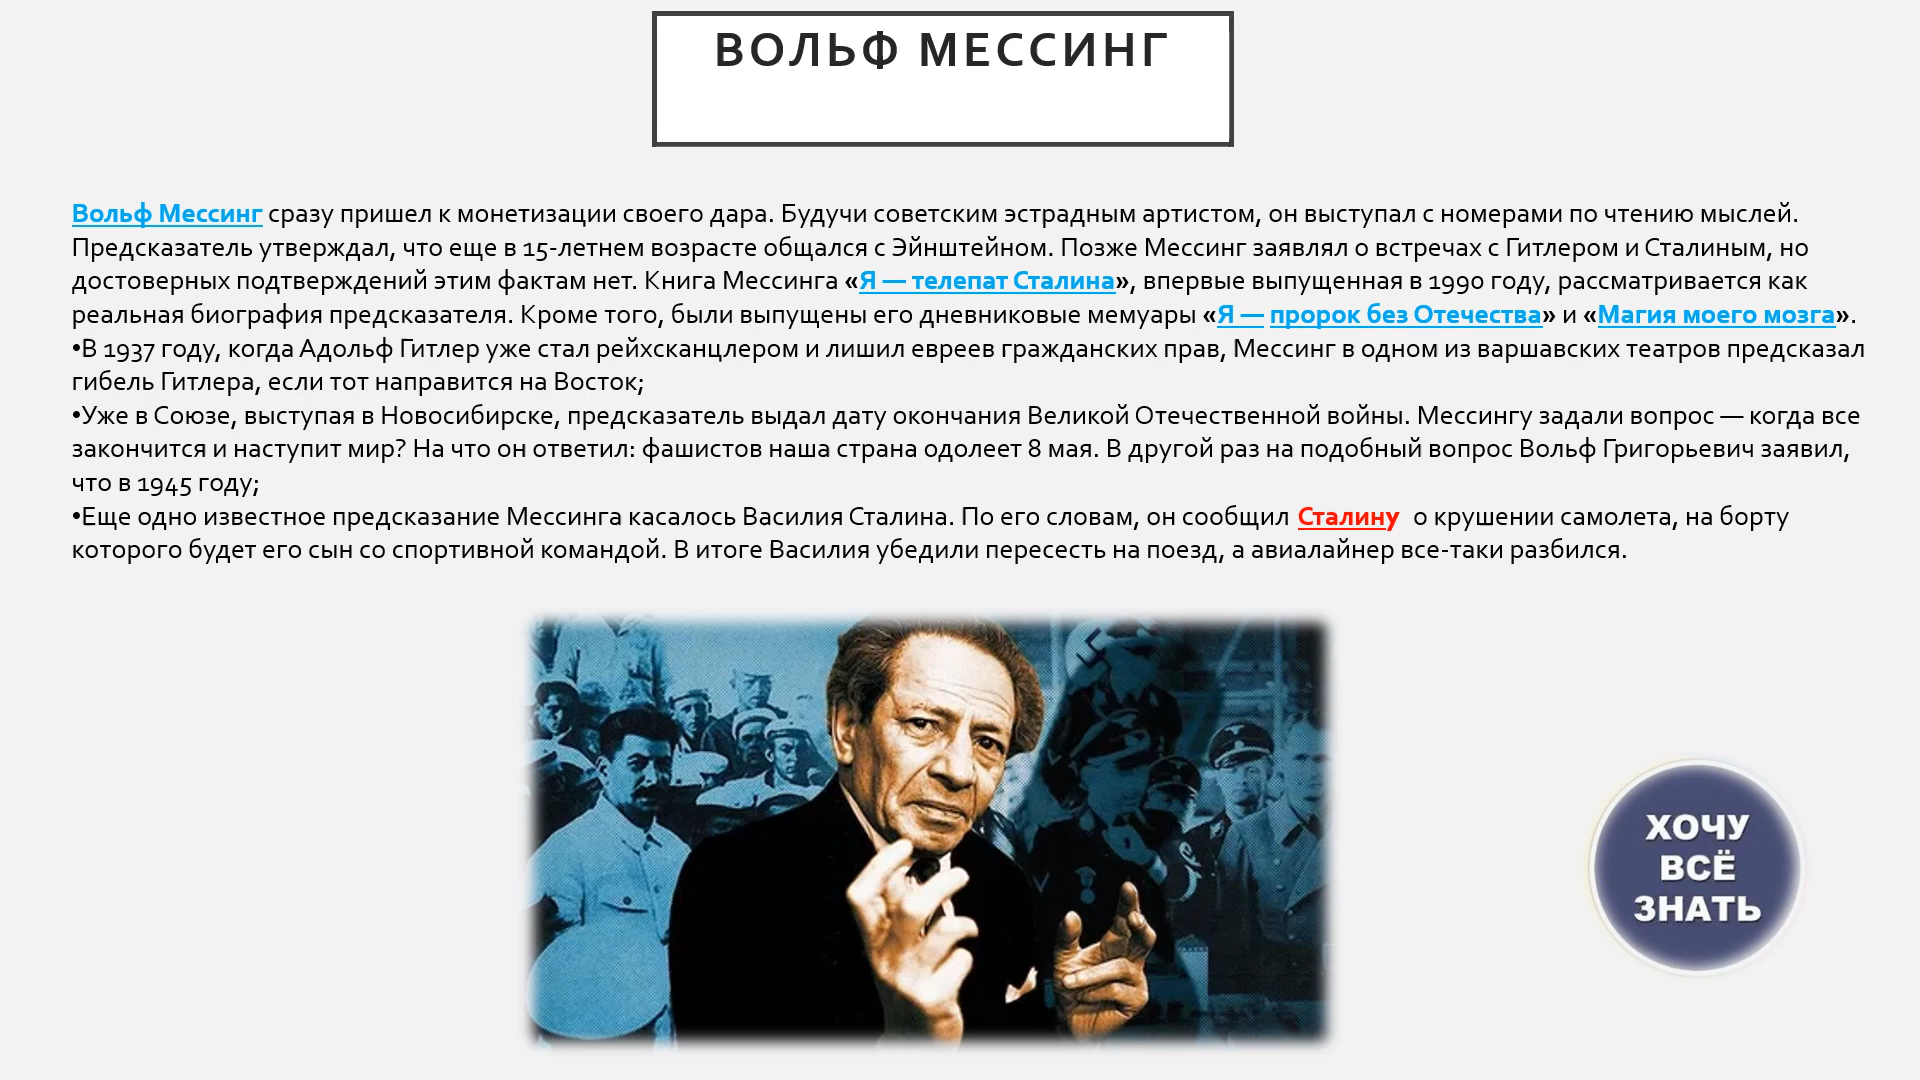 ВОЛЬФ МЕССИНГ
Вольф Мессинг сразу пришел к монетизации своего дара. Будучи советским эстрадным артистом, он выступал с номерами по чтению мыслей.
Предсказатель утверждал, что еще в 15-летнем возрасте общался с Эйнштейном. Позже Мессинг заявлял о встречах с Гитлером и Сталиным, но
достоверных подтверждений этим фактам нет. Книга Мессинга «Я — телепат Сталина», впервые выпущенная в 1990 году, рассматривается как
реальная биография предсказателя. Кроме того, были выпущены его дневниковые мемуары «Я — пророк без Отечества» и «Магия моего мозга».
•В 1937 году, когда Адольф Гитлер уже стал рейхсканцлером и лишил евреев гражданских прав, Мессинг в одном из варшавских театров предсказал
гибель Гитлера, если тот направится на Восток;
•Уже в Союзе, выступая в Новосибирске, предсказатель выдал дату окончания Великой Отечественной войны. Мессингу задали вопрос — когда все
закончится и наступит мир? На что он ответил: фашистов наша страна одолеет 8 мая. В другой раз на подобный вопрос Вольф Григорьевич заявил,
что в 1945 году;
•Еще одно известное предсказание Мессинга касалось Василия Сталина. По его словам, он сообщил Сталину о крушении самолета, на борту
которого будет его сын со спортивной командой. В итоге Василия убедили пересесть на поезд, а авиалайнер все-таки разбился.
ХОЧУ
ВСЁ
ЗНАТЬ